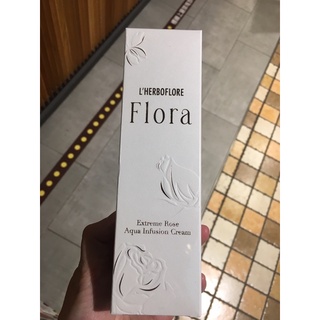 L'HERBOFLORE
Flora
Extreme Rose
Aqua Infusion Cream